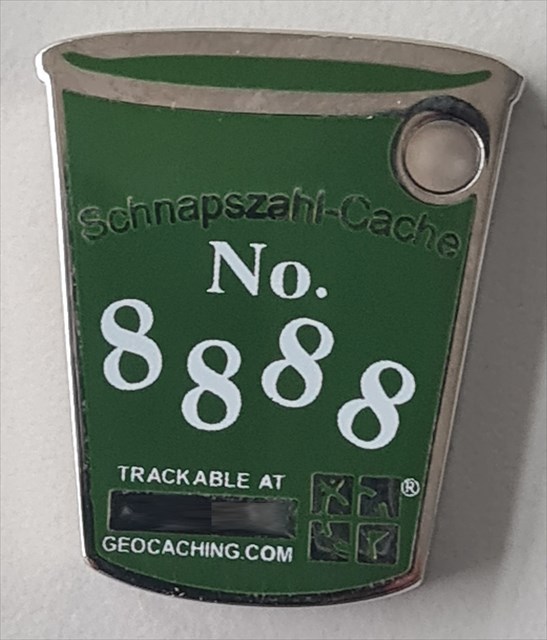 Schnapszahl-Cache
No.
8888
TRACKABLE AT
®
GEOCACHING.COM